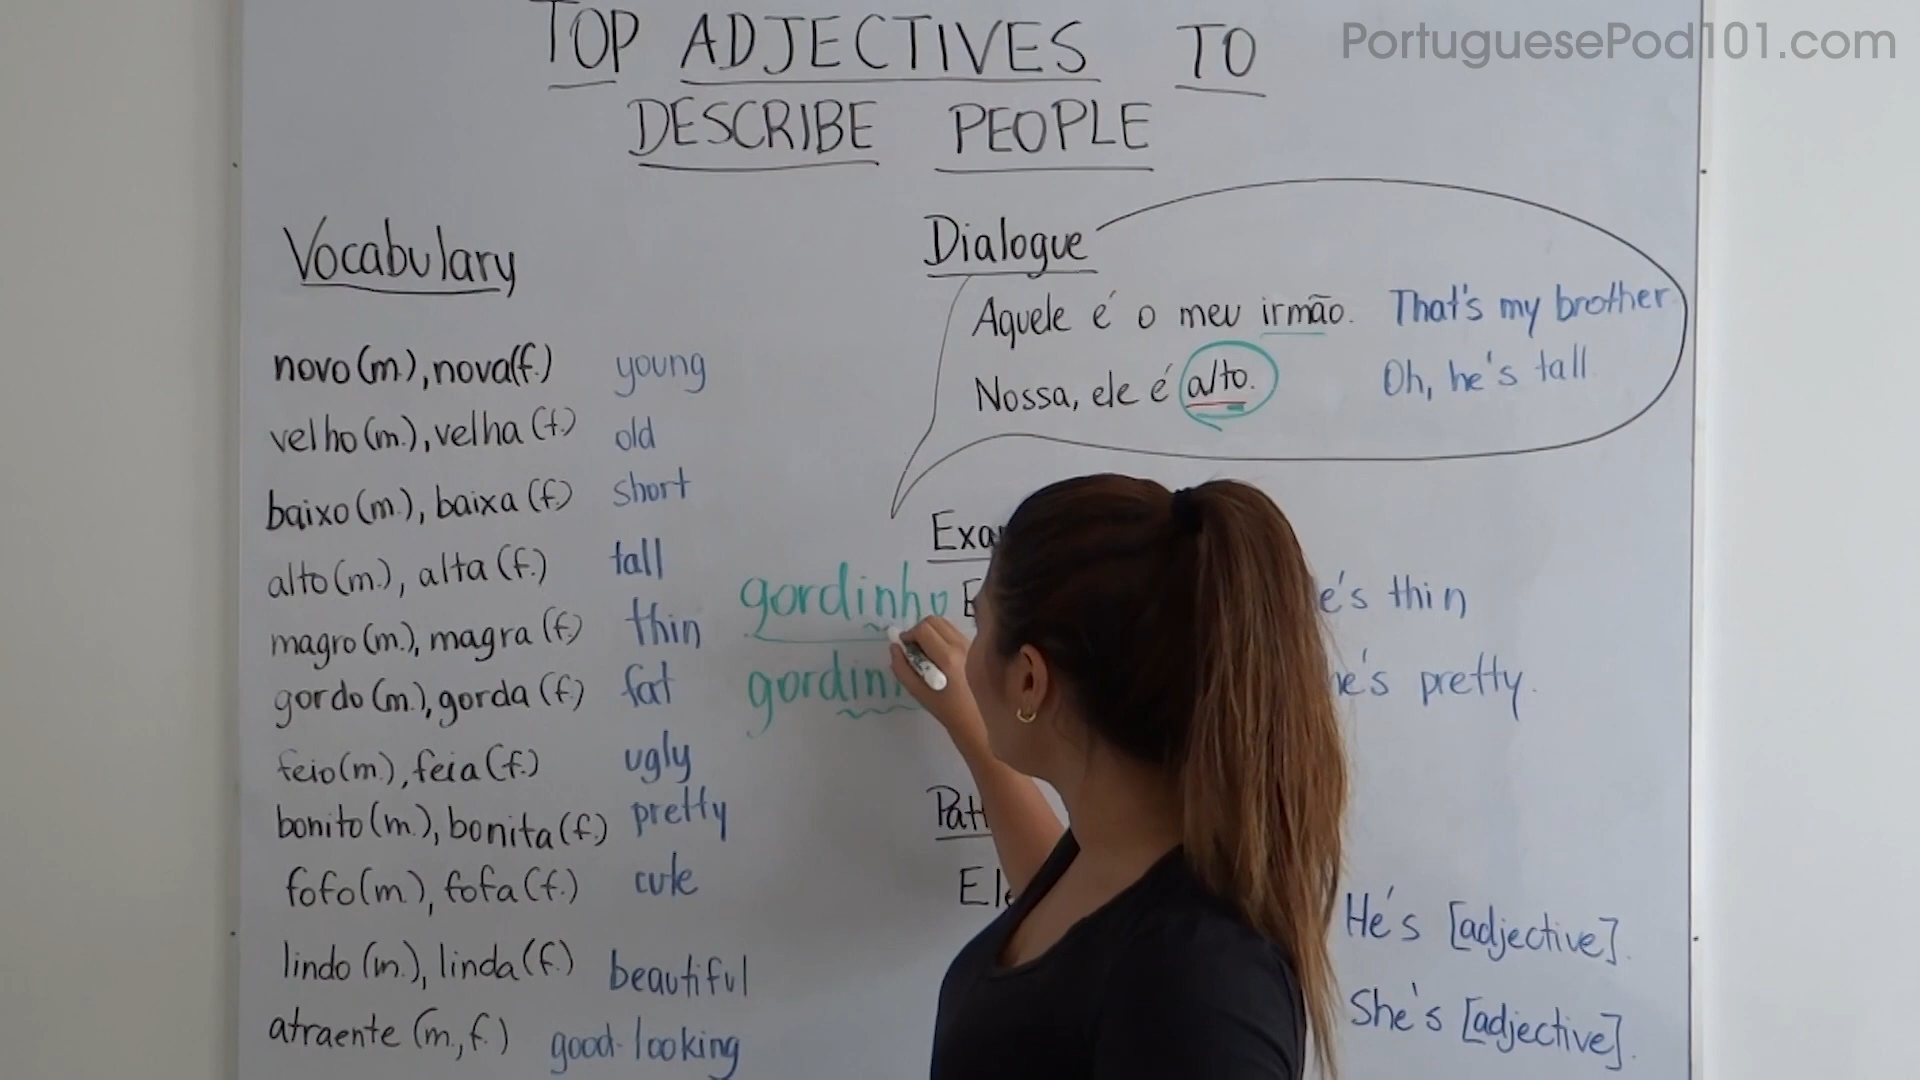 PortuguesePod101.com
TOP ADJECTIVES TO
DESCRIBE PEOPLE
Vocabulary
novo (m.), nova (f.) young
velho (m.), velha (f.) old
baixo (m.), baixa (f.) short
alto (m.), alta (f.) tall
magro (m.), magra (f.) thin
gordo (m.), gorda (f.) fat
feio (m.), feia (f.) ugly
bonito (m.), bonita (f.) pretty
fofo (m.), fofa (f.) cute
lindo (m.), linda (f.) beautiful
atraente (m., f.) good-looking
gordinho
Dialogue
Aquele é o meu irmão. That's my brother
Nossa, ele é alto. Oh, he's tall
thin
pretty.
He's [adjective].
She's [adjective].